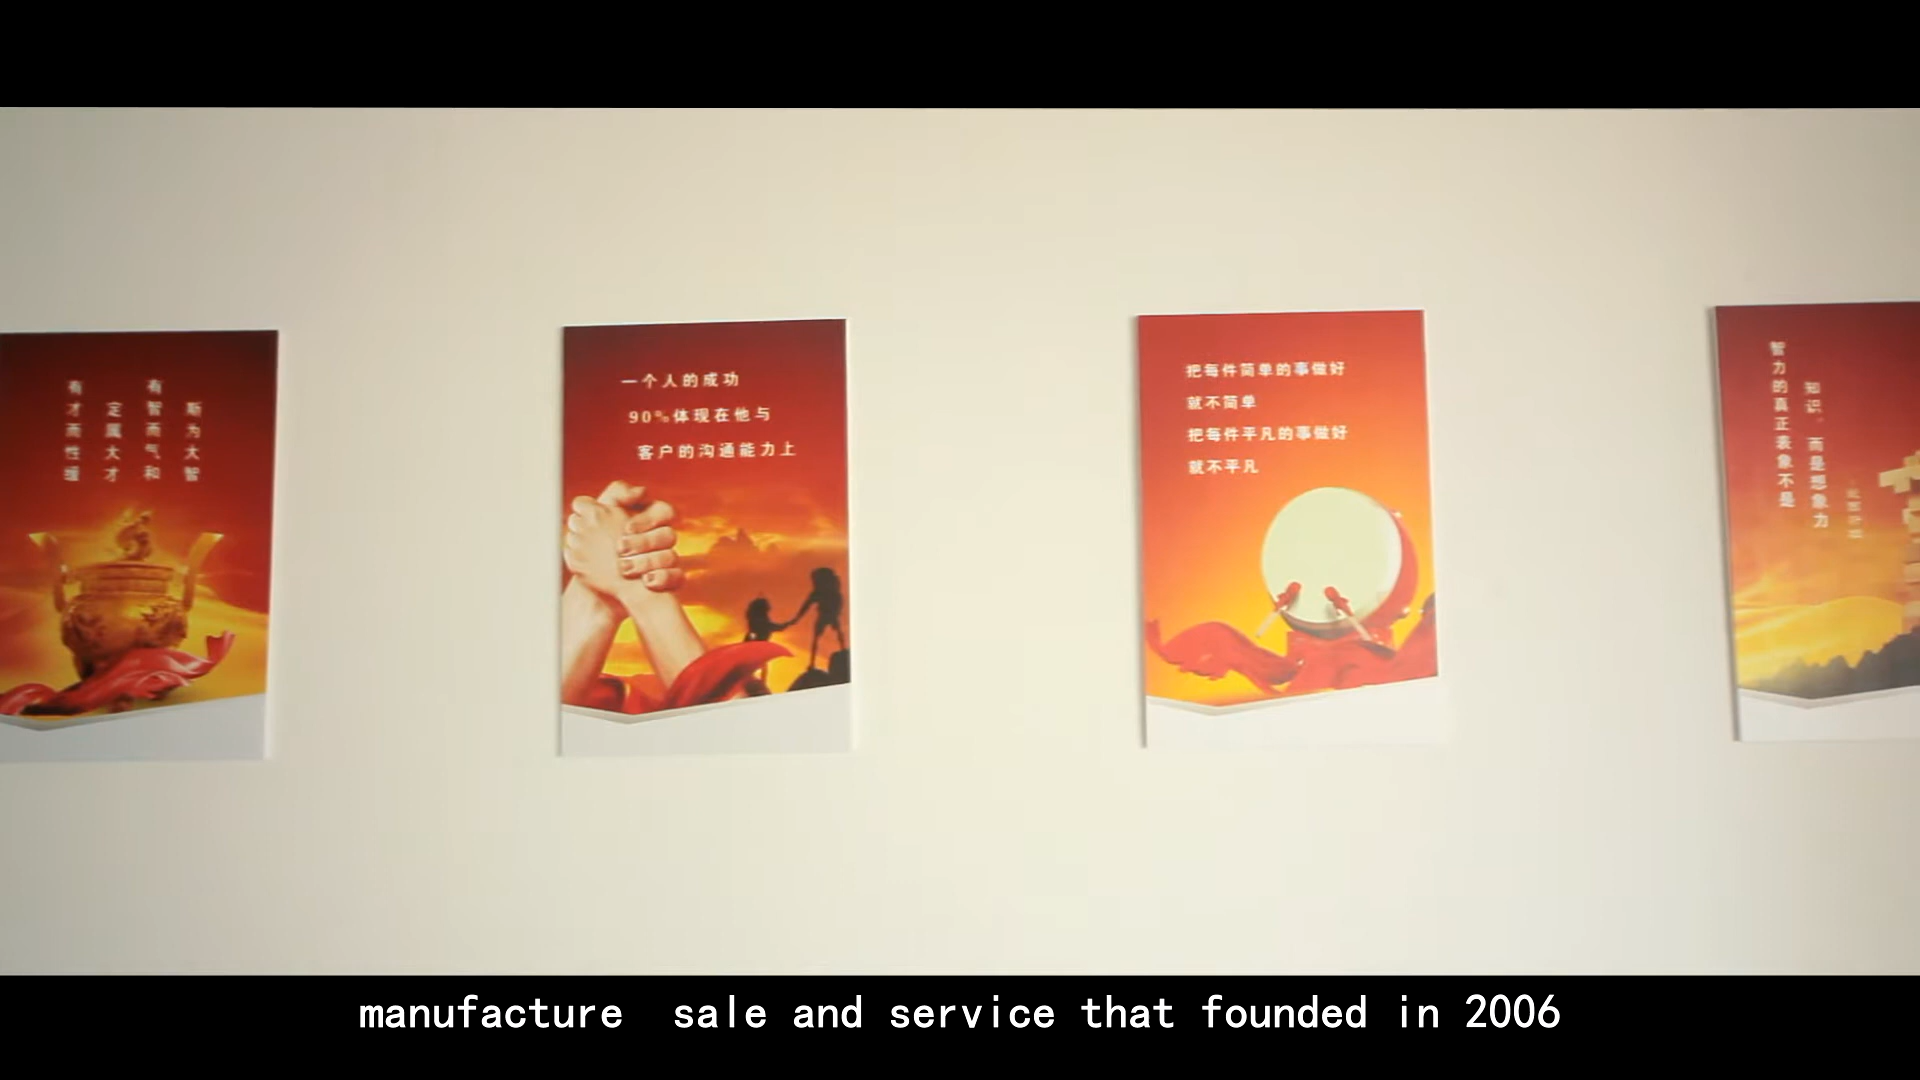 有才而性缓
定属大才
有智而气和
斯为大智
一个人的成功
90%体现在他与
客户的沟通能力上
把每件简单的事做好
就不简单
把每件平凡的事做好
就不平凡
智力的真正表象不是
知识，而是想象力
manufacture  sale and service that founded in 2006